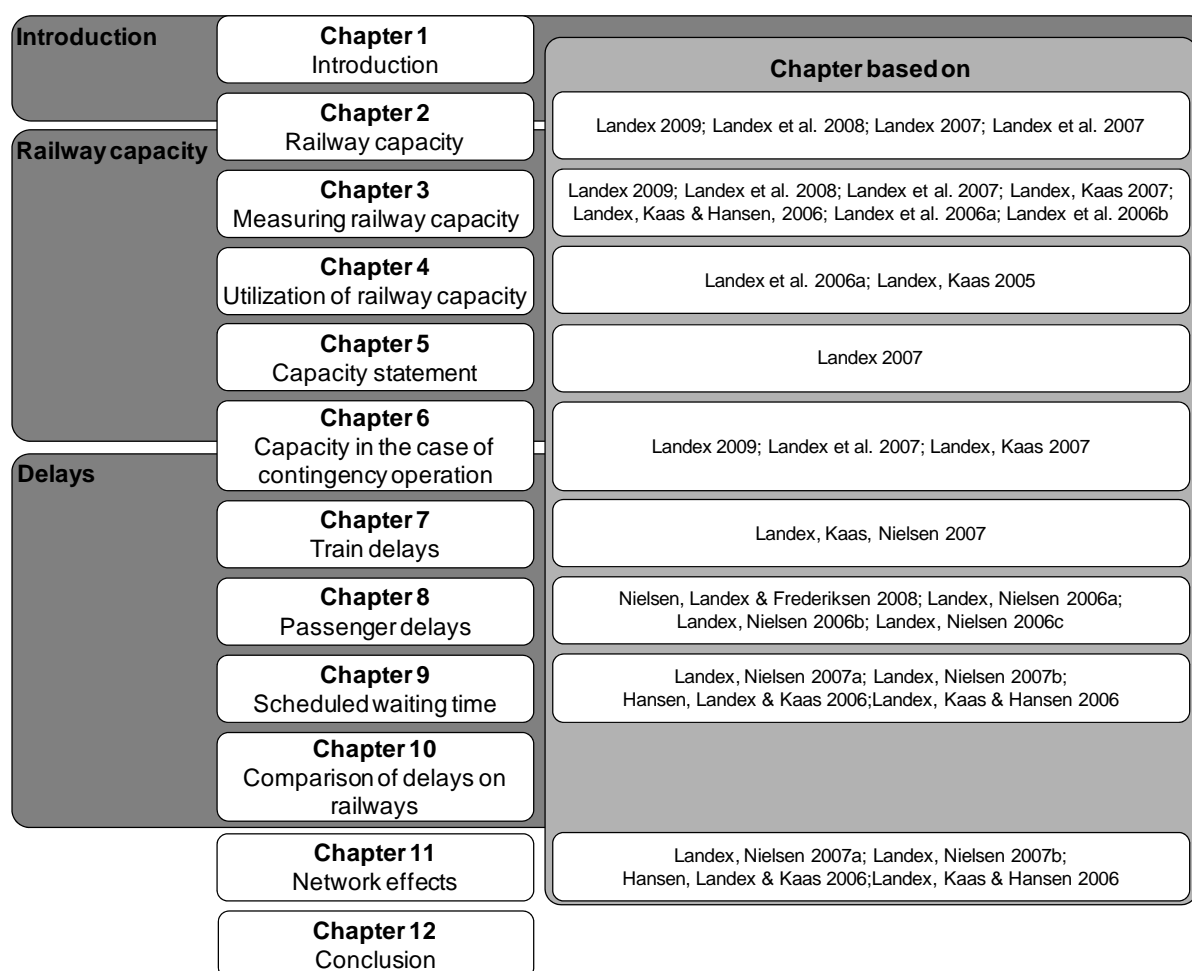 Introduction
Chapter 1
Introduction
Chapter based on
Chapter 2
Railway capacity
Landex 2009; Landex et al. 2008; Landex 2007; Landex et al. 2007
Railway capacity
Chapter 3
Measuring railway capacity
Landex 2009; Landex et al. 2008; Landex et al. 2007; Landex, Kaas 2007;
Landex, Kaas & Hansen, 2006; Landex et al. 2006a; Landex et al. 2006b
Chapter 4
Utilization of railway capacity
Landex et al. 2006a; Landex, Kaas 2005
Chapter 5
Capacity statement
Landex 2007
Chapter 6
Capacity in the case of
contingency operation
Landex 2009; Landex et al. 2007; Landex, Kaas 2007
Delays
Chapter 7
Train delays
Landex, Kaas, Nielsen 2007
Chapter 8
Passenger delays
Nielsen, Landex & Frederiksen 2008; Landex, Nielsen 2006a;
Landex, Nielsen 2006b; Landex, Nielsen 2006c
Chapter 9
Scheduled waiting time
Landex, Nielsen 2007a; Landex, Nielsen 2007b;
Hansen, Landex & Kaas 2006;Landex, Kaas & Hansen 2006
Chapter 10
Comparison of delays on
railways
Chapter 11
Network effects
Landex, Nielsen 2007a; Landex, Nielsen 2007b;
Hansen, Landex & Kaas 2006;Landex, Kaas & Hansen 2006
Chapter 12
Conclusion